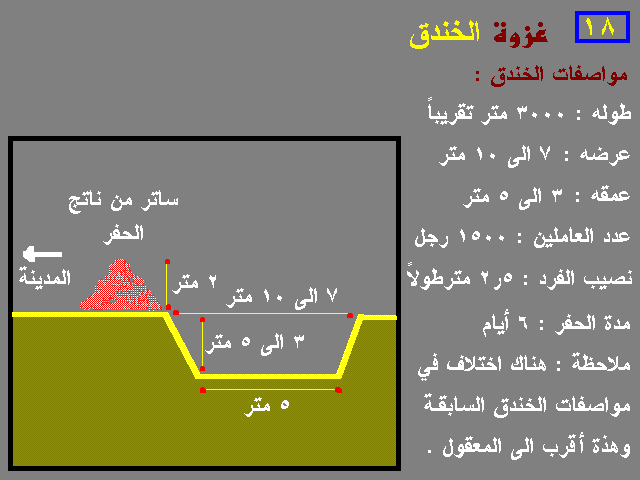 ١٨
غزوة الخندق
مواصفات الخندق :
طوله : ٣٠٠٠ متر تقريباً
عرضه : ٧ الى ١٠ متر
عمقه : ٣ الى ٥ متر
عدد العاملين : ١٥٠٠ رجل
نصيب الفرد : ٢ر٥ مترطولاً
مدة الحفر : ٦ أيام
ملاحظة : هناك اختلاف في
مواصفات الخندق السابقة
وهذة أقرب الى المعقول .
ساتر من ناتج
الحفر
المدينة
٢ متر
٧ الى ١٠ متر
٣ الى ٥ متر
٥ متر